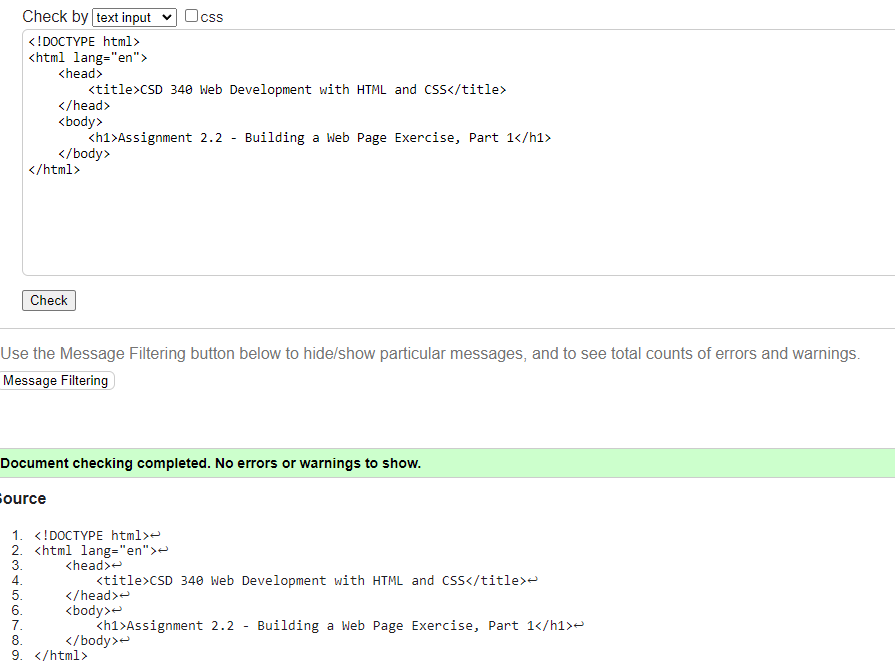 Check by text input css
<!DOCTYPE html>
<html lang="en">
    <head>
        <title>CSD 340 Web Development with HTML and CSS</title>
    </head>
    <body>
        <h1>Assignment 2.2 - Building a Web Page Exercise, Part 1</h1>
    </body>
</html>
Check
Use the Message Filtering button below to hide/show particular messages, and to see total counts of errors and warnings.
Message Filtering
Document checking completed. No errors or warnings to show.
Source
1. <!DOCTYPE html>↩
2. <html lang="en">↩
3.     <head>↩
4.         <title>CSD 340 Web Development with HTML and CSS</title>↩
5.     </head>↩
6.     <body>↩
7.         <h1>Assignment 2.2 - Building a Web Page Exercise, Part 1</h1>↩
8.     </body>↩
9. </html>